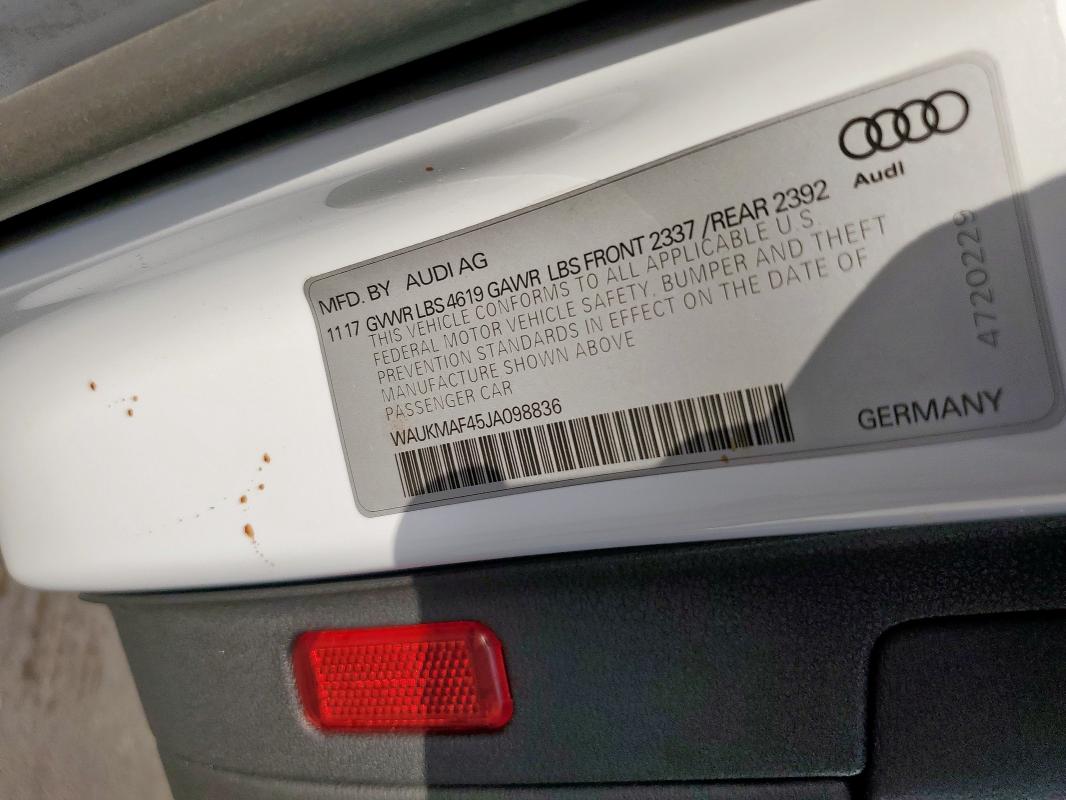 Audi
MFD. BY AUDI AG
11 17 GVWR LBS 4619 GAWR LBS FRONT 2337 / REAR 2392
THIS VEHICLE CONFORMS TO ALL APPLICABLE U.S.
FEDERAL MOTOR VEHICLE SAFETY, BUMPER AND THEFT
PREVENTION STANDARDS IN EFFECT ON THE DATE OF
MANUFACTURE SHOWN ABOVE
PASSENGER CAR
WAUKMAF45JA098836
GERMANY
4720229